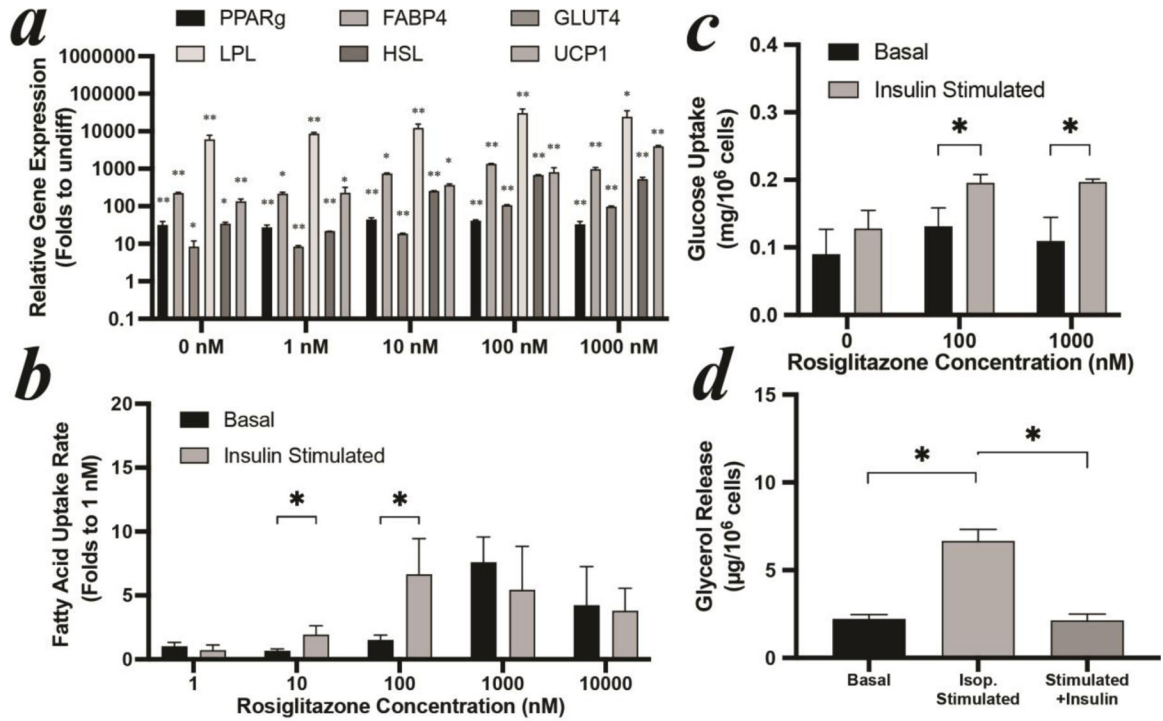 a
PPARg FABP4 GLUT4
LPL HSL UCP1
Relative Gene Expression
(Folds to undiff)
1000000
100000
10000
1000
100
10
1
0.1
** ** * ** * **
** * ** ** ** *
** * ** ** ** *
** ** ** ** ** **
** ** ** * ** **
0 nM 1 nM 10 nM 100 nM 1000 nM
b
Basal
Insulin Stimulated
Fatty Acid Uptake Rate
(Folds to 1 nM)
20
15
10
5
0
* *
1 10 100 1000 10000
Rosiglitazone Concentration (nM)
c
Basal
Insulin Stimulated
Glucose Uptake
(mg/10⁶ cells)
0.4
0.3
0.2
0.1
0.0
* *
0 100 1000
Rosiglitazone Concentration (nM)
d
Glycerol Release
(µg/10⁶ cells)
15
10
5
0
* *
Basal Isop. Stimulated
Stimulated +Insulin